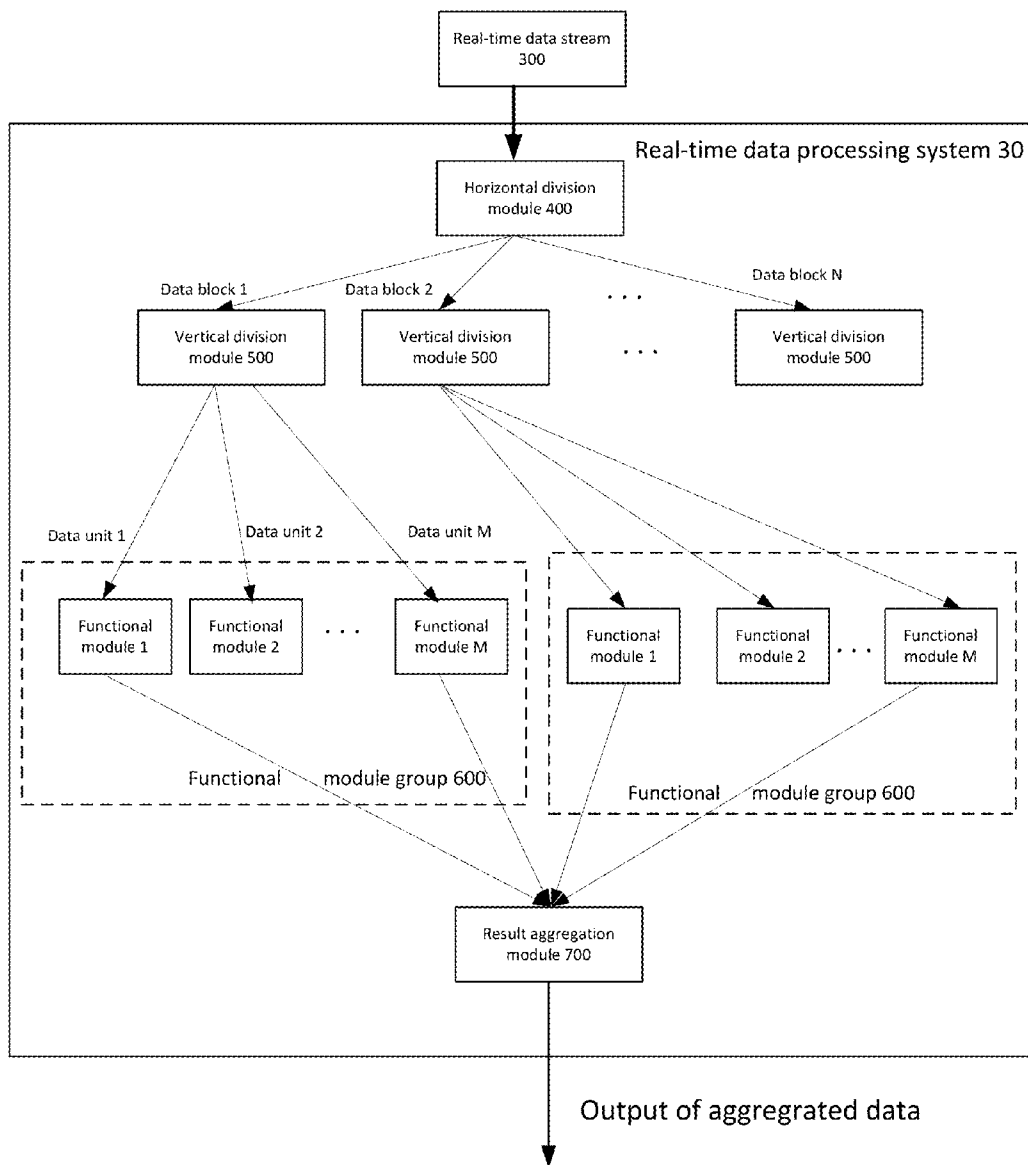 Real-time data stream
300
Real-time data processing system 30
Horizontal division
module 400
Data block 1
Data block 2
. . .
Data block N
Vertical division
module 500
Vertical division
module 500
. . .
Vertical division
module 500
Data unit 1
Data unit 2
Data unit M
Functional
module 1
Functional
module 2
. . .
Functional
module M
Functional
module 1
Functional
module 2
. . .
Functional
module M
Functional module group 600
Functional module group 600
Result aggregation
module 700
Output of aggregrated data